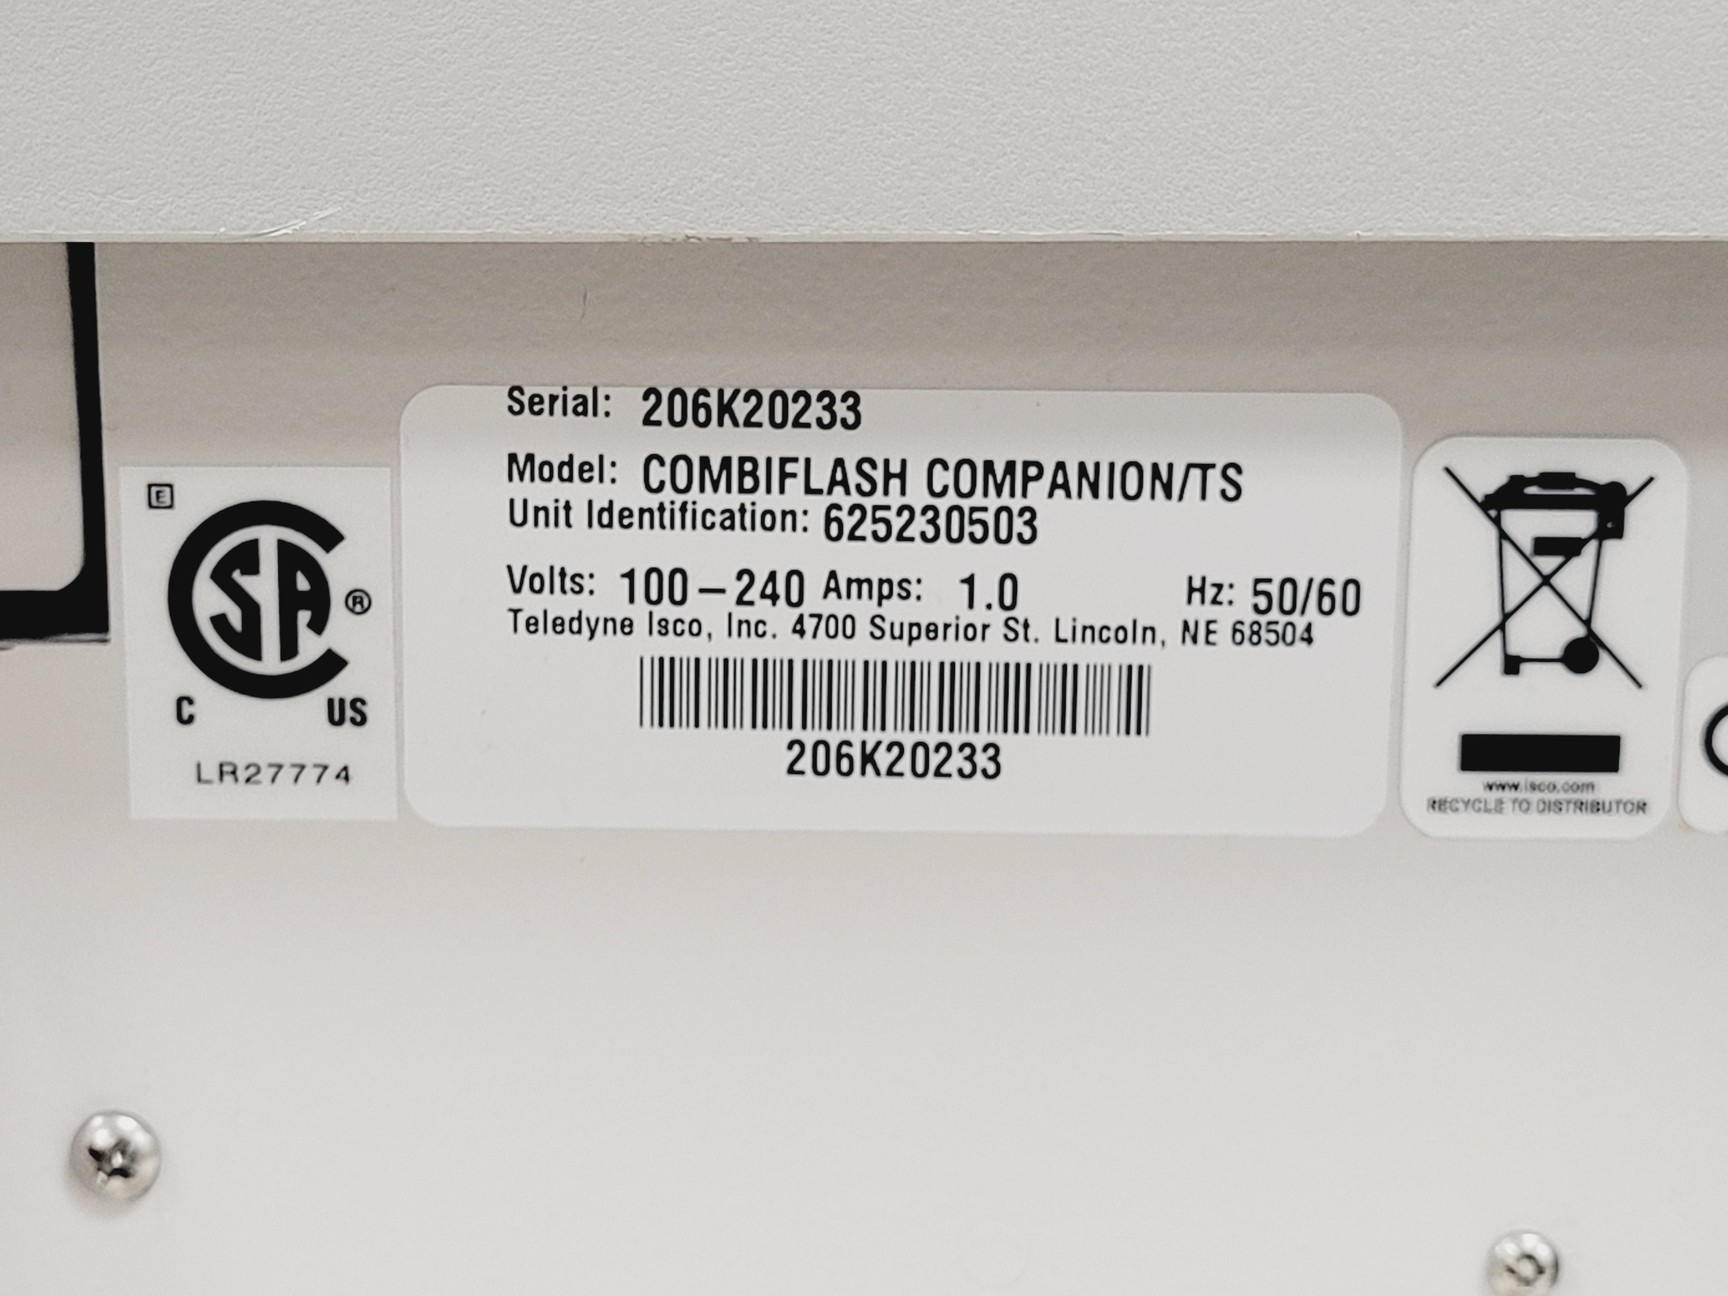 Serial: 206K20233
Model: COMBIFLASH COMPANION/TS
Unit Identification: 625230503
Volts: 100-240 Amps: 1.0 Hz: 50/60
Teledyne Isco, Inc. 4700 Superior St. Lincoln, NE 68504
206K20233
E
CSA ®
C US
LR27774
www.isco.com
RECYCLE TO DISTRIBUTOR